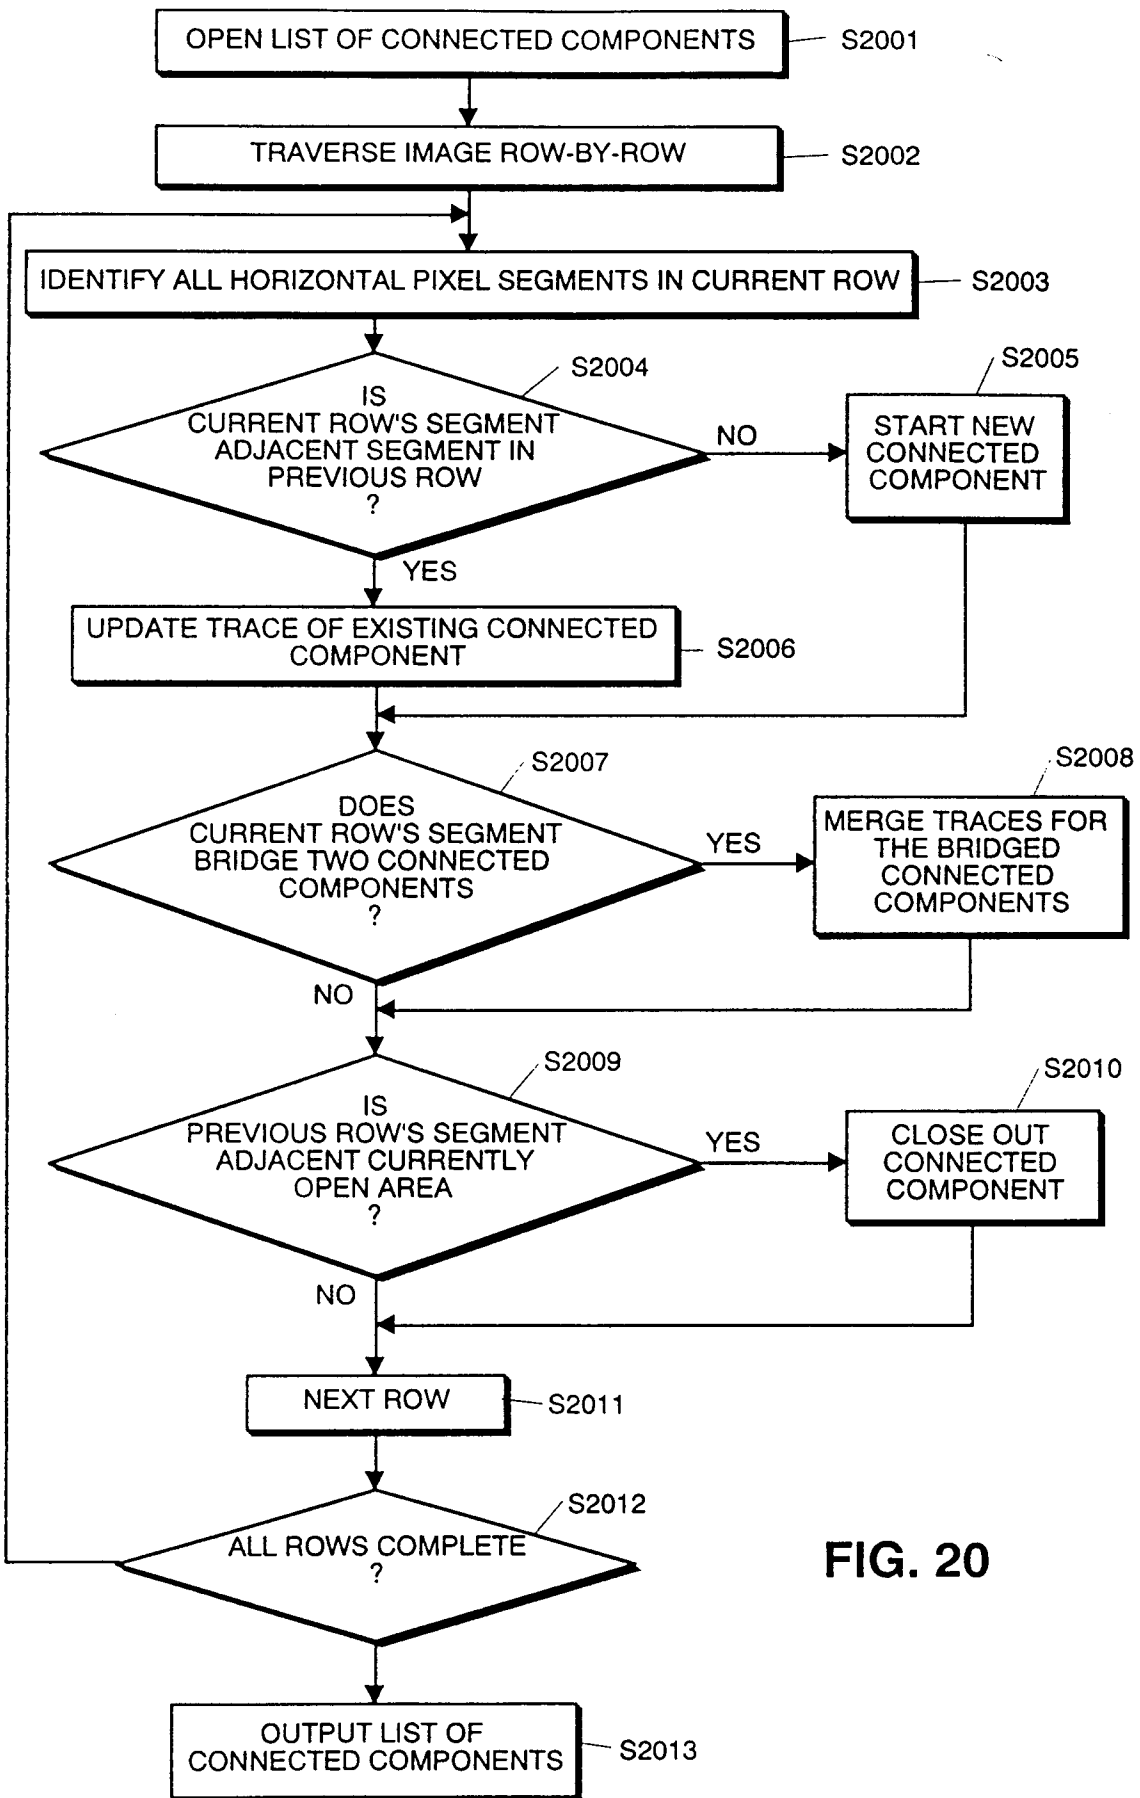 OPEN LIST OF CONNECTED COMPONENTS
S2001
TRAVERSE IMAGE ROW-BY-ROW
S2002
IDENTIFY ALL HORIZONTAL PIXEL SEGMENTS IN CURRENT ROW
S2003
S2004
IS
CURRENT ROW'S SEGMENT
ADJACENT SEGMENT IN
PREVIOUS ROW
?
NO
S2005
START NEW
CONNECTED
COMPONENT
YES
UPDATE TRACE OF EXISTING CONNECTED
COMPONENT
S2006
S2007
DOES
CURRENT ROW'S SEGMENT
BRIDGE TWO CONNECTED
COMPONENTS
?
YES
S2008
MERGE TRACES FOR
THE BRIDGED
CONNECTED
COMPONENTS
NO
S2009
IS
PREVIOUS ROW'S SEGMENT
ADJACENT CURRENTLY
OPEN AREA
?
YES
S2010
CLOSE OUT
CONNECTED
COMPONENT
NO
NEXT ROW
S2011
S2012
ALL ROWS COMPLETE
?
FIG. 20
OUTPUT LIST OF
CONNECTED COMPONENTS
S2013